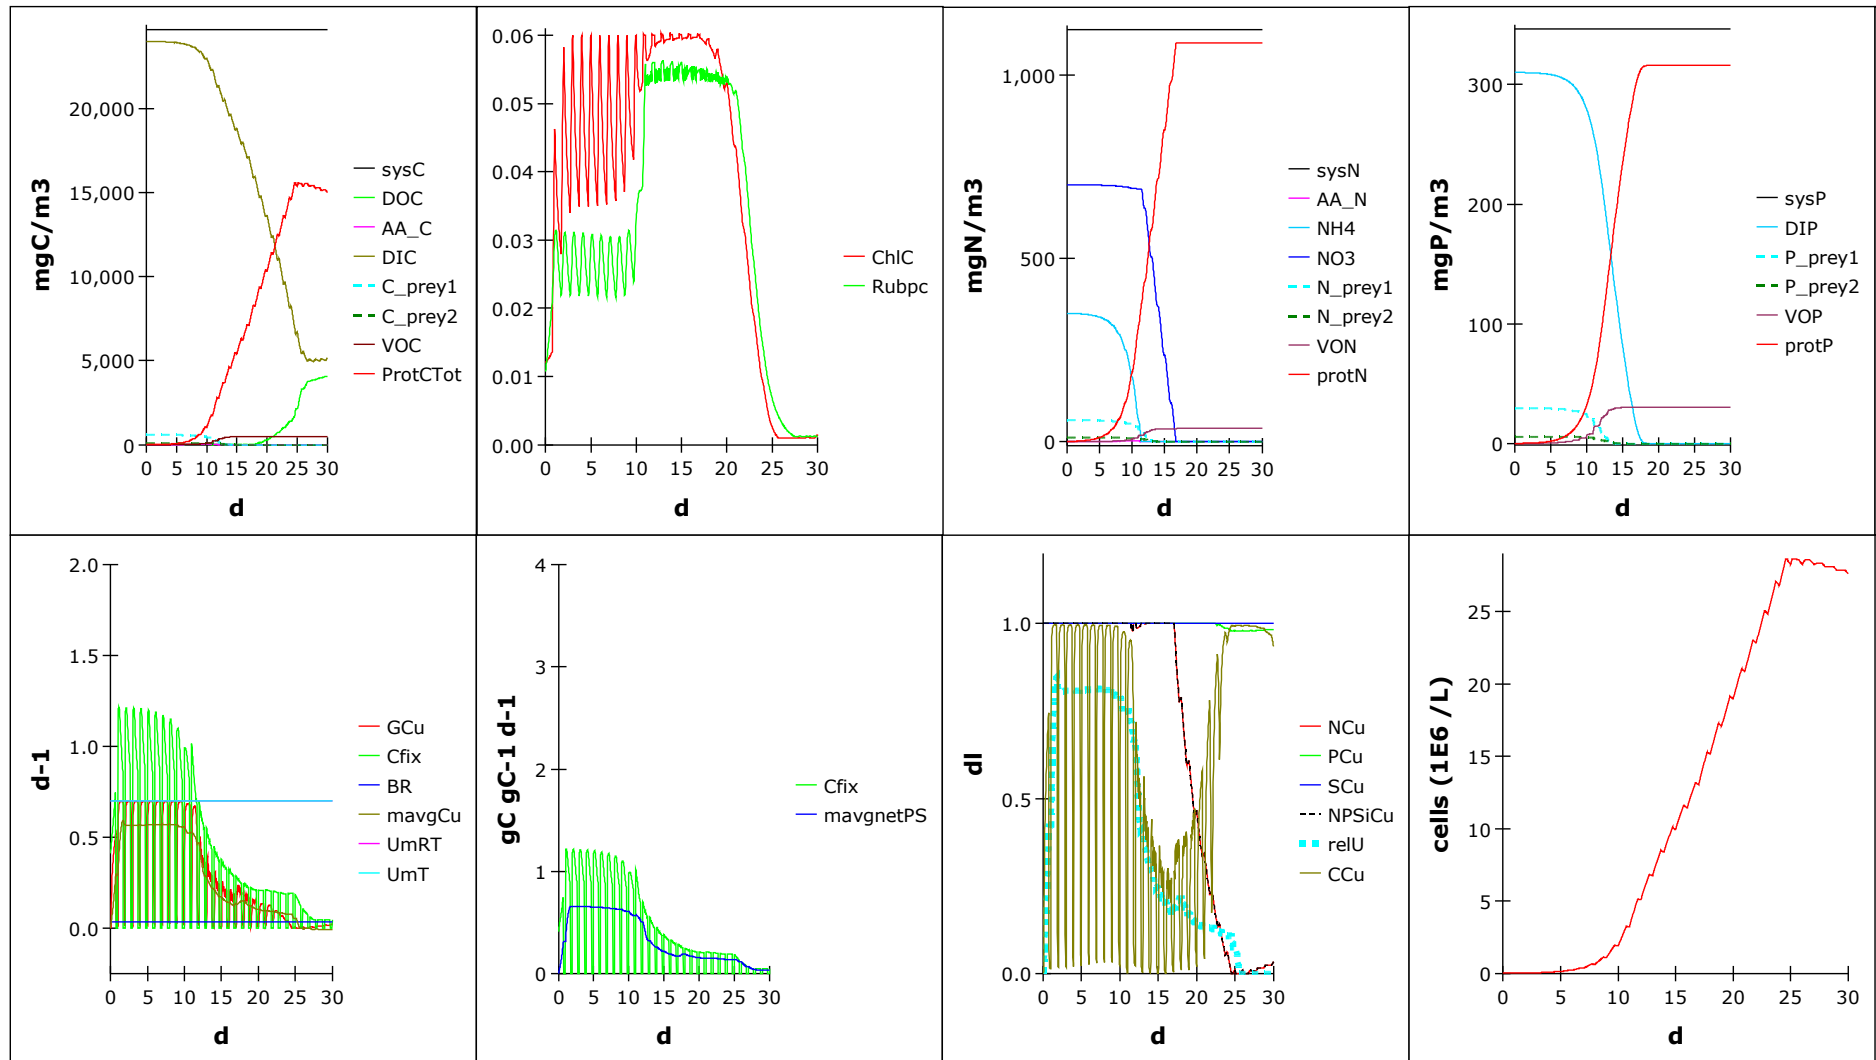 mgC/m3
20,000
15,000
10,000
5,000
0
0 5 10 15 20 25 30
d
sysC
DOC
AA_C
DIC
C_prey1
C_prey2
VOC
ProtCTot
0.06
0.05
0.04
0.03
0.02
0.01
0.00
0 5 10 15 20 25 30
d
ChlC
Rubpc
mgN/m3
1,000
500
0
0 5 10 15 20 25 30
d
sysN
AA_N
NH4
NO3
N_prey1
N_prey2
VON
protN
mgP/m3
300
200
100
0
0 5 10 15 20 25 30
d
sysP
DIP
P_prey1
P_prey2
VOP
protP
d-1
2.0
1.5
1.0
0.5
0.0
0 5 10 15 20 25 30
d
GCu
Cfix
BR
mavgCu
UmRT
UmT
gC gC-1 d-1
4
3
2
1
0
0 5 10 15 20 25 30
d
Cfix
mavgnetPS
dl
1.0
0.5
0.0
0 5 10 15 20 25 30
d
NCu
PCu
SCu
NPSiCu
relU
CCu
cells (1E6 /L)
25
20
15
10
5
0
0 5 10 15 20 25 30
d